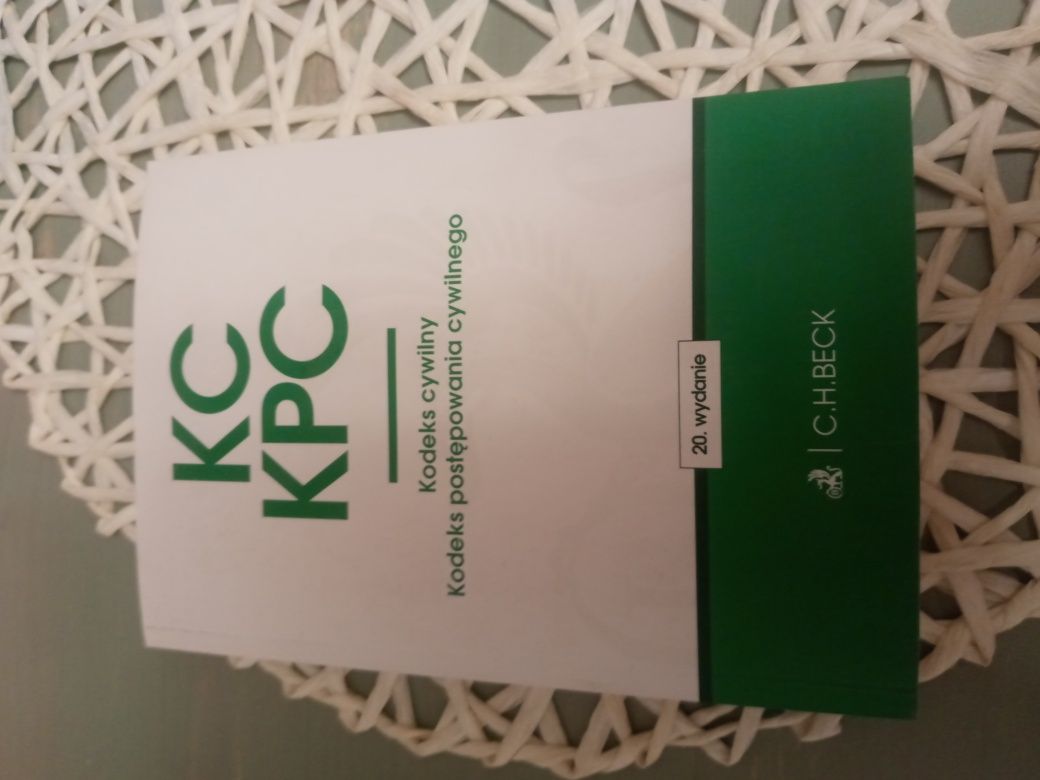 KC
KPC
Kodeks cywilny
Kodeks postępowania cywilnego
20. wydanie
C.H.BECK